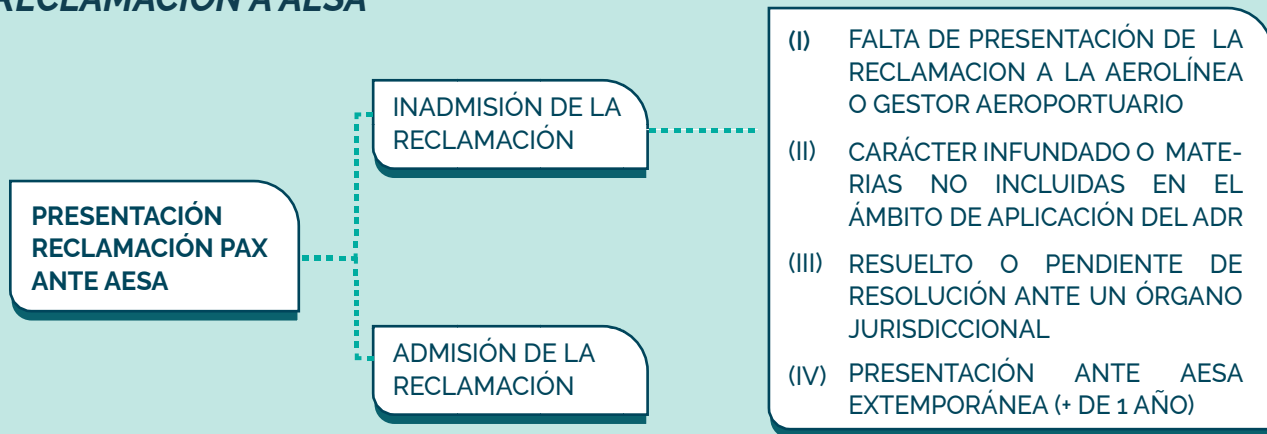 RECLAMACIÓN A AESA
PRESENTACIÓN
RECLAMACIÓN PAX
ANTE AESA
INADMISIÓN DE LA
RECLAMACIÓN
ADMISIÓN DE LA
RECLAMACIÓN
(I) FALTA DE PRESENTACIÓN DE LA
RECLAMACION A LA AEROLÍNEA
O GESTOR AEROPORTUARIO
(II) CARÁCTER INFUNDADO O MATE-
RIAS NO INCLUIDAS EN EL
ÁMBITO DE APLICACIÓN DEL ADR
(III) RESUELTO O PENDIENTE DE
RESOLUCIÓN ANTE UN ÓRGANO
JURISDICCIONAL
(IV) PRESENTACIÓN ANTE AESA
EXTEMPORÁNEA (+ DE 1 AÑO)